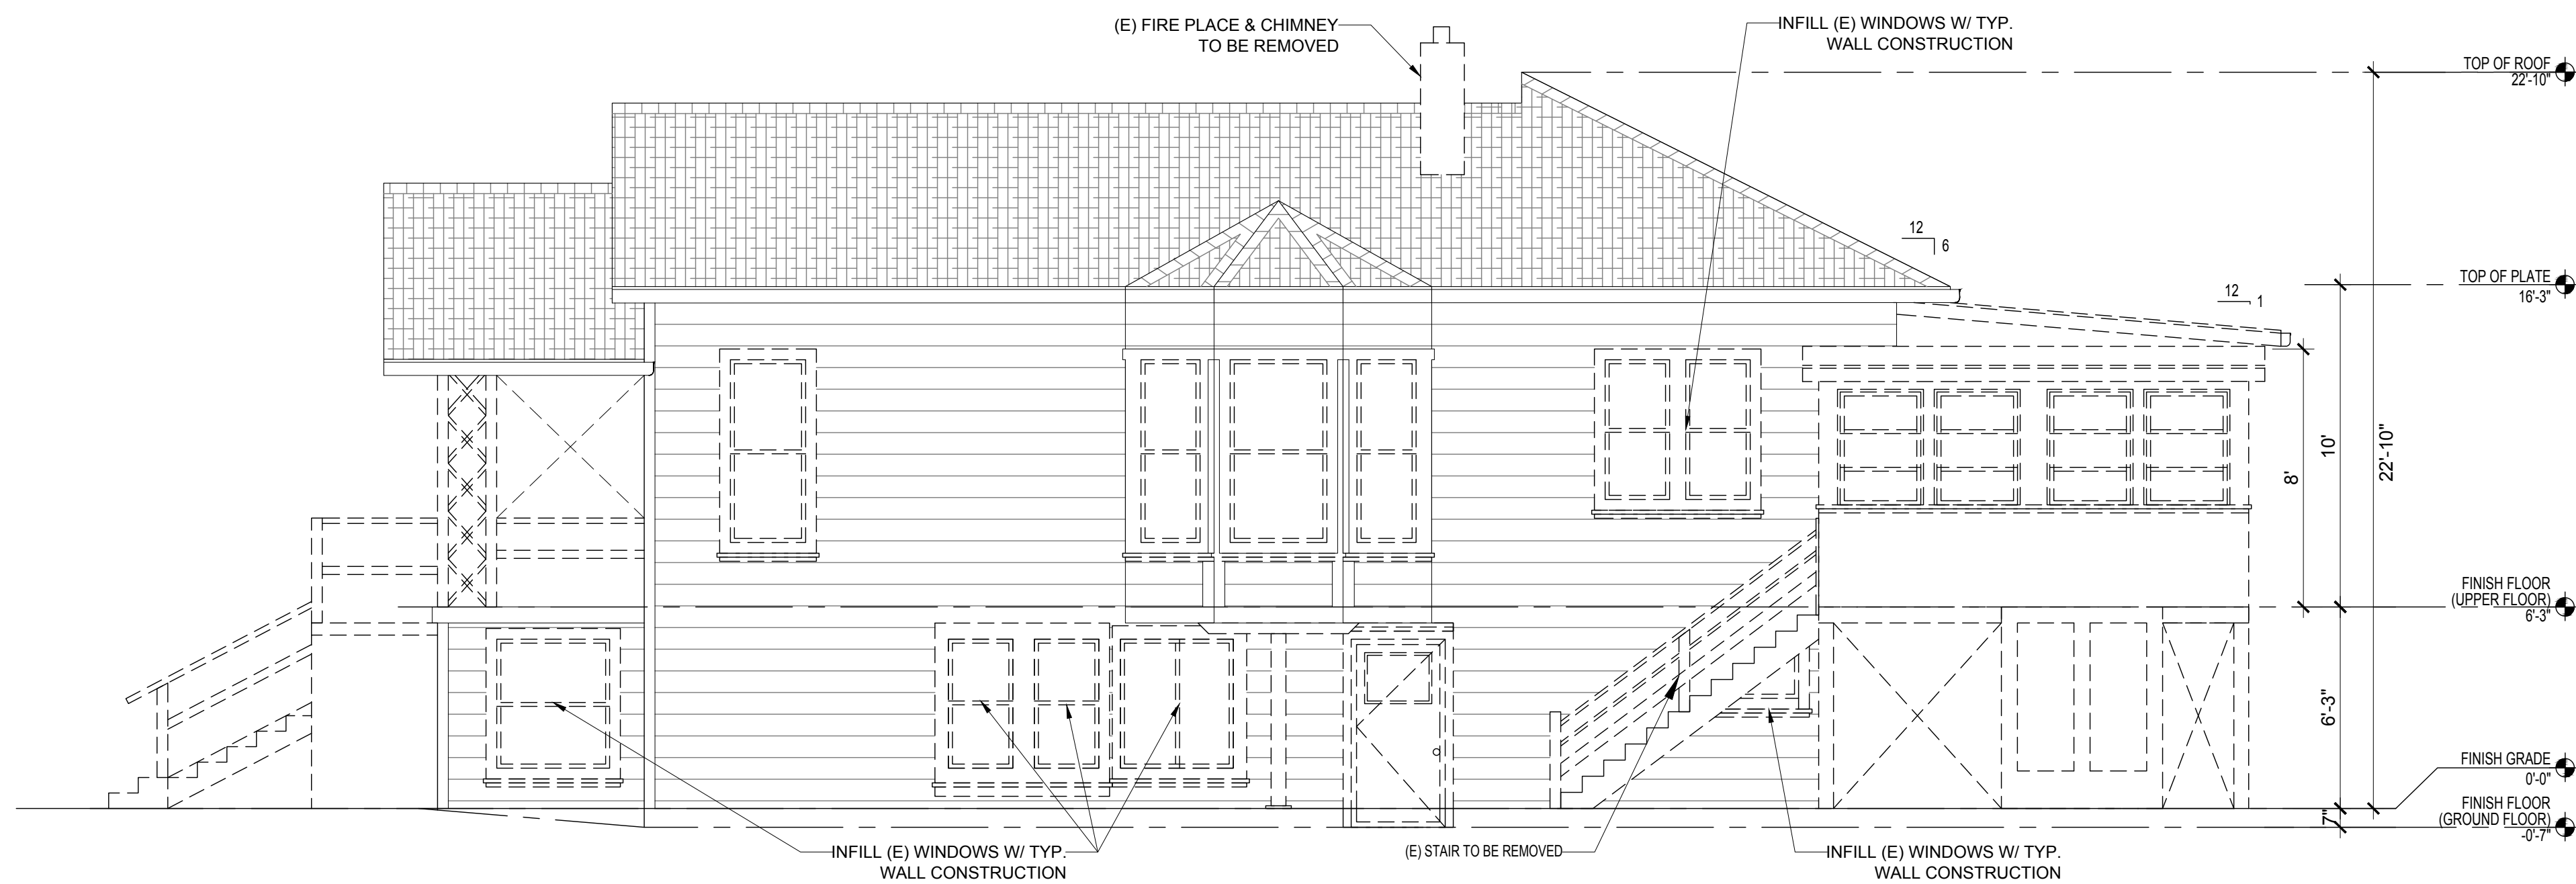 (E) FIRE PLACE & CHIMNEY
TO BE REMOVED
INFILL (E) WINDOWS W/ TYP.
WALL CONSTRUCTION
TOP OF ROOF
22'-10"
12
6
TOP OF PLATE
16'-3"
12
1
8'
10'
22'-10"
FINISH FLOOR
(UPPER FLOOR)
6'-3"
6'-3"
FINISH GRADE
0'-0"
FINISH FLOOR
(GROUND FLOOR)
-0'-7"
7"
INFILL (E) WINDOWS W/ TYP.
WALL CONSTRUCTION
(E) STAIR TO BE REMOVED
INFILL (E) WINDOWS W/ TYP.
WALL CONSTRUCTION